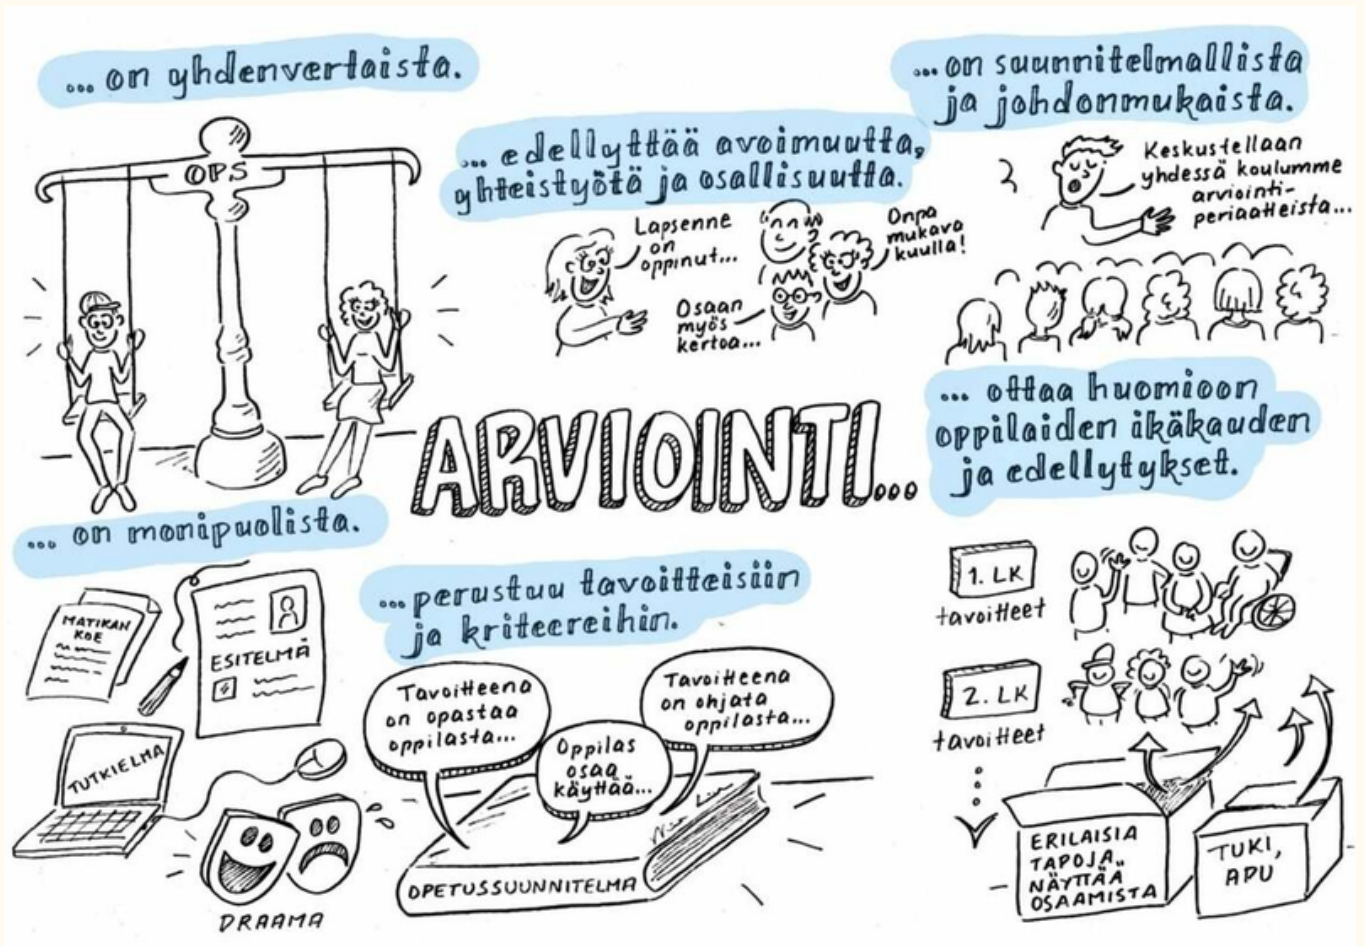 ... on yhdenvertaista.
OPS
... edellyttää avoimuutta,
yhteistyötä ja osallisuutta.
Lapsenne
on
oppinut...
Onpa
mukava
kuulla!
Osaan
myös
kertoa...
... on suunnitelmallista
ja johdonmukaista.
Keskustellaan
yhdessä koulumme
arviointi-
periaatteista...
ARVIOINTI...
... ottaa huomioon
oppilaiden ikäkauden
ja edellytykset.
1. LK
tavoitteet
2. LK
tavoitteet
ERILAISIA
TAPOJA
NÄYTTÄÄ
OSAAMISTA
TUKI,
APU
... on monipuolista.
MATIKAN
KOE
ESITELMÄ
TUTKIELMA
DRAAMA
...perustuu tavoitteisiin
ja kriteereihin.
Tavoitteena
on opastaa
oppilasta...
Oppilas
osaa
käyttää...
Tavoitteena
on ohjata
oppilasta...
OPETUSSUUNNITELMA